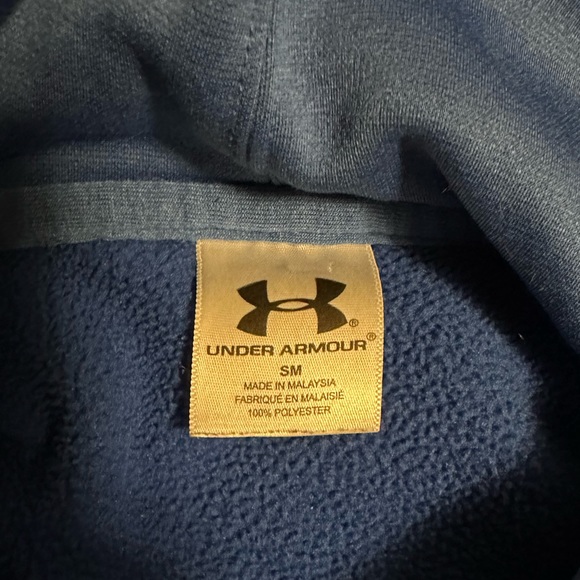 ®
UNDER ARMOUR®
SM
MADE IN MALAYSIA
FABRIQUÉ EN MALAISIE
100% POLYESTER